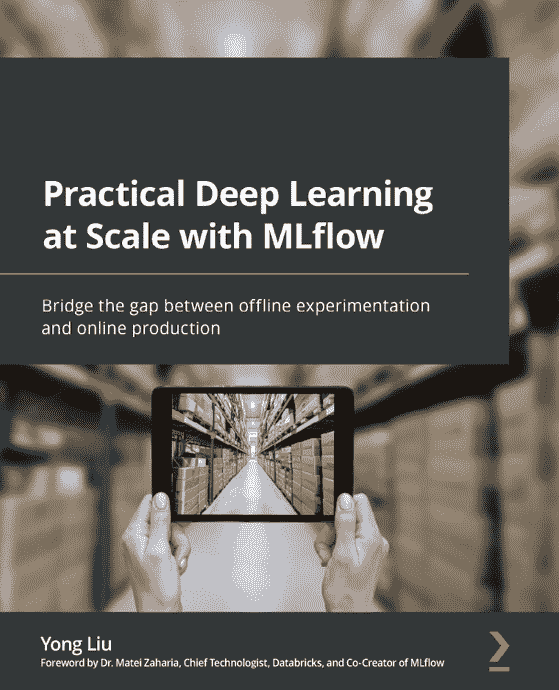 Practical Deep Learning
at Scale with MLflow
Bridge the gap between offline experimentation
and online production
Yong Liu
Foreword by Dr. Matei Zaharia, Chief Technologist, Databricks, and Co-Creator of MLflow